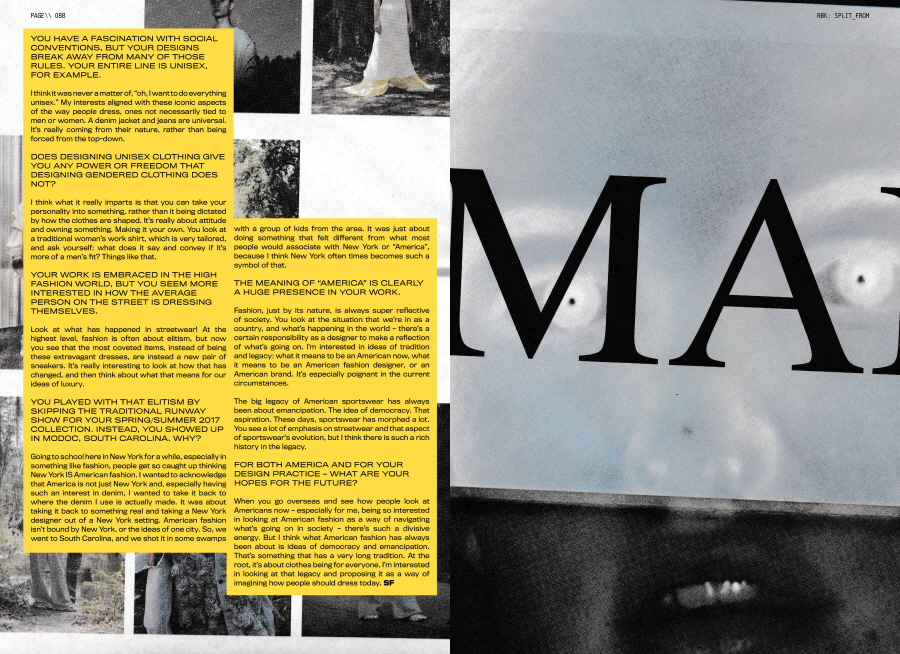 PAGE\\ 088
RBK: SPLIT_FROM
YOU HAVE A FASCINATION WITH SOCIAL
CONVENTIONS, BUT YOUR DESIGNS
BREAK AWAY FROM MANY OF THOSE
RULES. YOUR ENTIRE LINE IS UNISEX,
FOR EXAMPLE.
I think it was never a matter of, “oh, I want to do everything
unisex.” My interests aligned with these iconic aspects
of the way people dress, ones not necessarily tied to
men or women. A denim jacket and jeans are universal.
It’s really coming from their nature, rather than being
forced from the top-down.
DOES DESIGNING UNISEX CLOTHING GIVE
YOU ANY POWER OR FREEDOM THAT
DESIGNING GENDERED CLOTHING DOES
NOT?
I think what it really imparts is that you can take your
personality into something, rather than it being dictated
by how the clothes are shaped. It’s really about attitude
and owning something. Making it your own. You look at
a traditional woman’s work shirt, which is very tailored,
and ask yourself: what does it say and convey if it’s
more of a men’s fit? Things like that.
YOUR WORK IS EMBRACED IN THE HIGH
FASHION WORLD, BUT YOU SEEM MORE
INTERESTED IN HOW THE AVERAGE
PERSON ON THE STREET IS DRESSING
THEMSELVES.
Look at what has happened in streetwear! At the
highest level, fashion is often about elitism, but now
you see that the most coveted items, instead of being
these extravagant dresses, are instead a new pair of
sneakers. It’s really interesting to look at how that has
changed, and then think about what that means for our
ideas of luxury.
YOU PLAYED WITH THAT ELITISM BY
SKIPPING THE TRADITIONAL RUNWAY
SHOW FOR YOUR SPRING/SUMMER 2017
COLLECTION. INSTEAD, YOU SHOWED UP
IN MODOC, SOUTH CAROLINA. WHY?
Going to school here in New York for a while, especially in
something like fashion, people get so caught up thinking
New York IS American fashion. I wanted to acknowledge
that America is not just New York and, especially having
such an interest in denim, I wanted to take it back to
where the denim I use is actually made. It was about
taking it back to something real and taking a New York
designer out of a New York setting. American fashion
isn’t bound by New York, or the ideas of one city. So, we
went to South Carolina, and we shot it in some swamps
with a group of kids from the area. It was just about
doing something that felt different from what most
people would associate with New York or “America”,
because I think New York often times becomes such a
symbol of that.
THE MEANING OF “AMERICA” IS CLEARLY
A HUGE PRESENCE IN YOUR WORK.
Fashion, just by its nature, is always super reflective
of society. You look at the situation that we’re in as a
country, and what’s happening in the world – there’s a
certain responsibility as a designer to make a reflection
of what’s going on. I’m interested in ideas of tradition
and legacy: what it means to be an American now, what
it means to be an American fashion designer, or an
American brand. It’s especially poignant in the current
circumstances.
The big legacy of American sportswear has always
been about emancipation. The idea of democracy. That
aspiration. These days, sportswear has morphed a lot.
You see a lot of emphasis on streetwear and that aspect
of sportswear’s evolution, but I think there is such a rich
history in the legacy.
FOR BOTH AMERICA AND FOR YOUR
DESIGN PRACTICE – WHAT ARE YOUR
HOPES FOR THE FUTURE?
When you go overseas and see how people look at
Americans now – especially for me, being so interested
in looking at American fashion as a way of navigating
what’s going on in society – there’s such a divisive
energy. But I think what American fashion has always
been about is ideas of democracy and emancipation.
That’s something that has a very long tradition. At the
root, it’s about clothes being for everyone. I’m interested
in looking at that legacy and proposing it as a way of
imagining how people should dress today. SF
MA